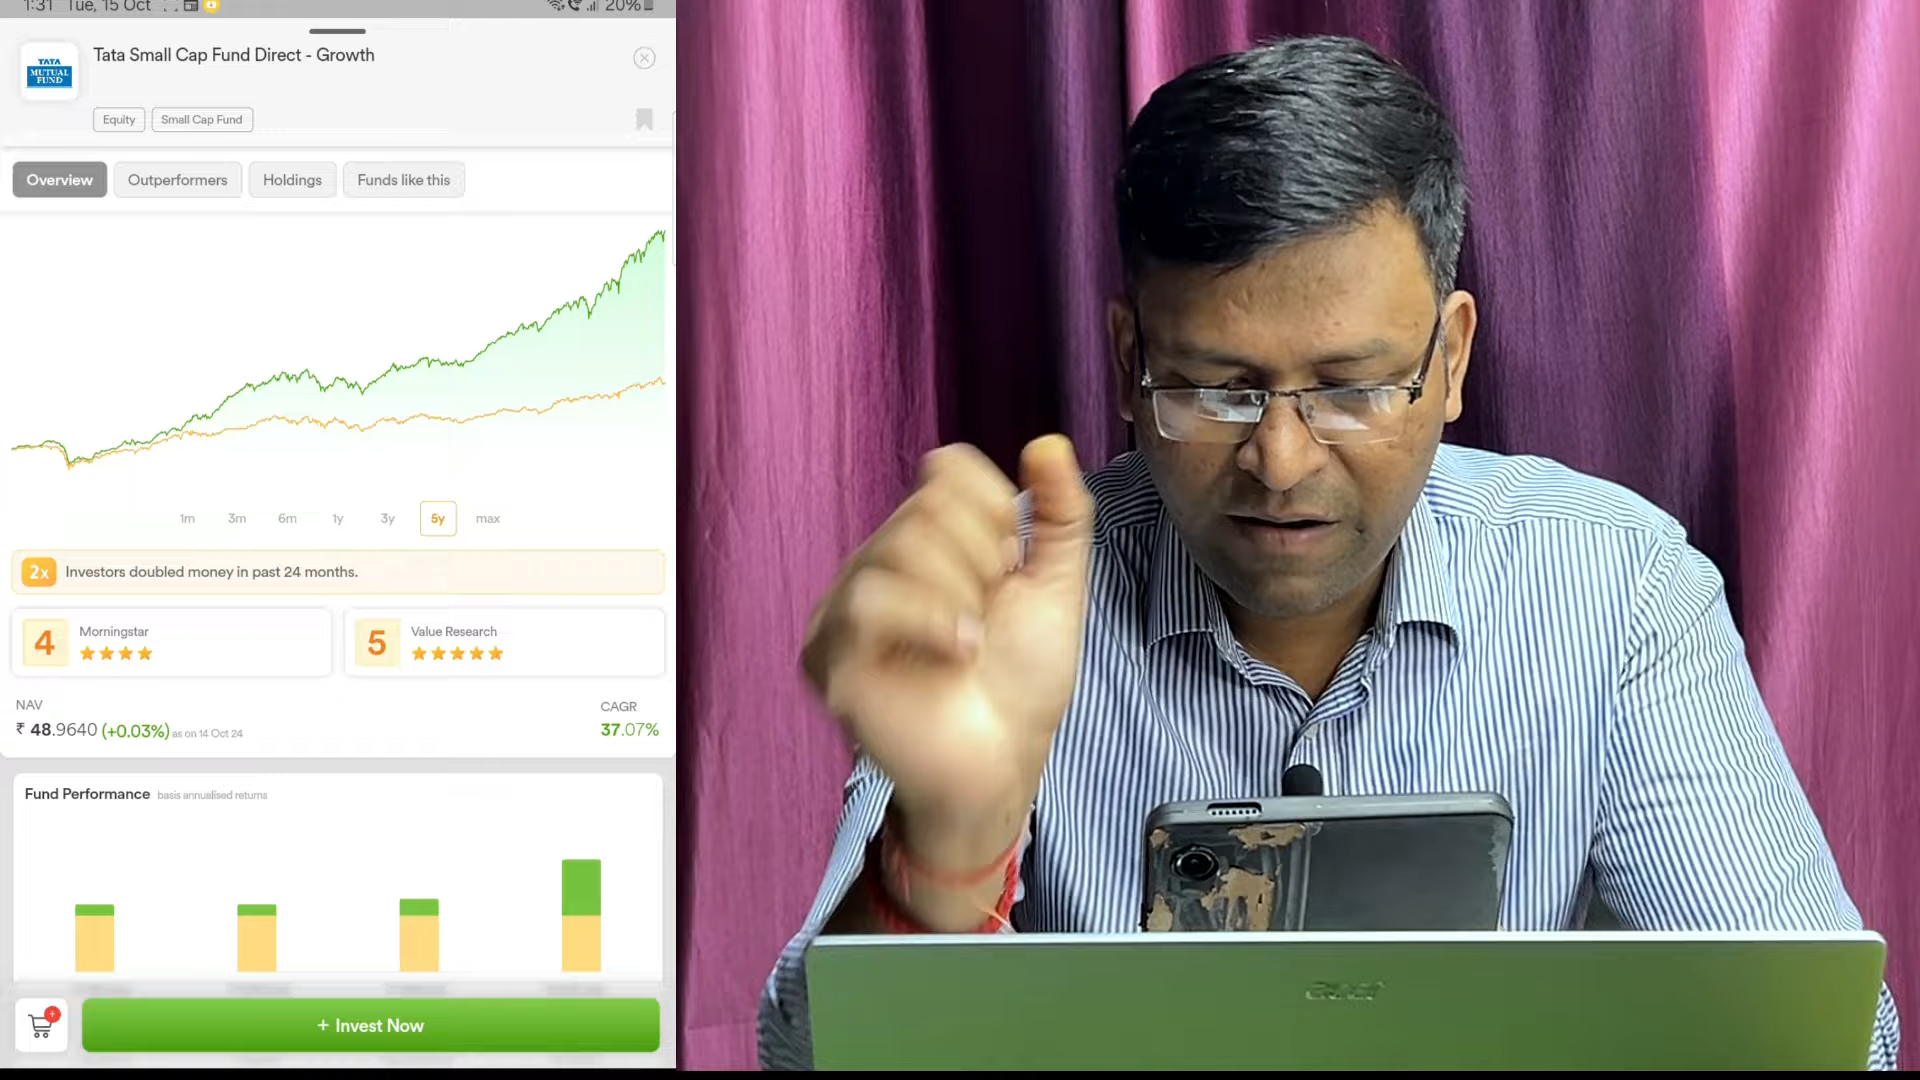 1:31 Tue, 15 Oct
20%
Tata Small Cap Fund Direct - Growth
TATA
MUTUAL
FUND
Equity
Small Cap Fund
Overview
Outperformers
Holdings
Funds like this
1m
3m
6m
1y
3y
5y
max
2x Investors doubled money in past 24 months.
4
Morningstar
5
Value Research
NAV
₹ 48.9640 (+0.03%) as on 14 Oct 24
CAGR
37.07%
Fund Performance basis annualised returns
+ Invest Now
acer